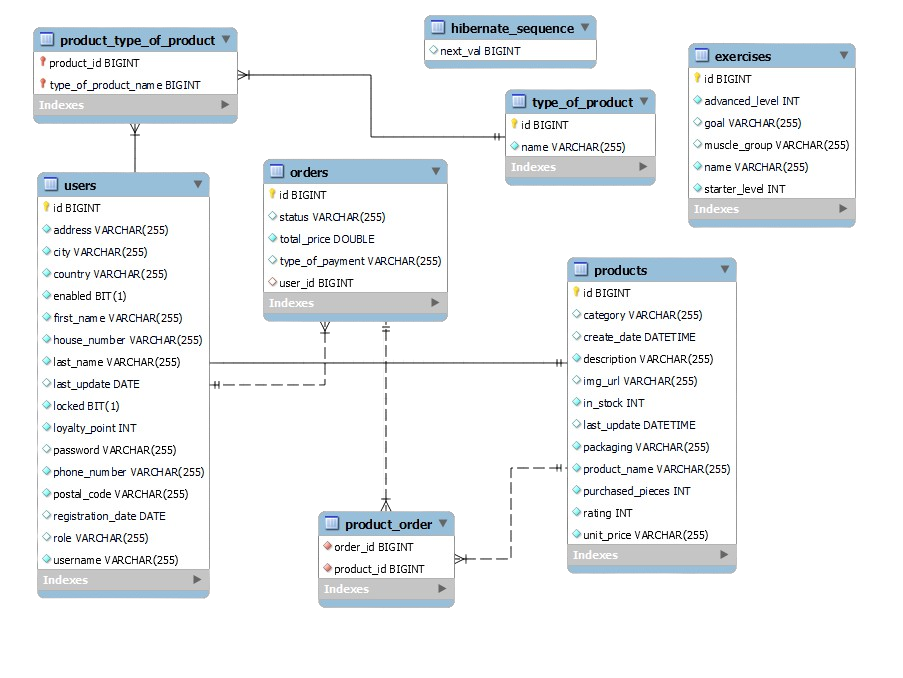 product_type_of_product
product_id BIGINT
type_of_product_name BIGINT
Indexes
hibernate_sequence
next_val BIGINT
type_of_product
id BIGINT
name VARCHAR(255)
Indexes
exercises
id BIGINT
advanced_level INT
goal VARCHAR(255)
muscle_group VARCHAR(255)
name VARCHAR(255)
starter_level INT
Indexes
users
id BIGINT
address VARCHAR(255)
city VARCHAR(255)
country VARCHAR(255)
enabled BIT(1)
first_name VARCHAR(255)
house_number VARCHAR(255)
last_name VARCHAR(255)
last_update DATE
locked BIT(1)
loyalty_point INT
password VARCHAR(255)
phone_number VARCHAR(255)
postal_code VARCHAR(255)
registration_date DATE
role VARCHAR(255)
username VARCHAR(255)
Indexes
orders
id BIGINT
status VARCHAR(255)
total_price DOUBLE
type_of_payment VARCHAR(255)
user_id BIGINT
Indexes
products
id BIGINT
category VARCHAR(255)
create_date DATETIME
description VARCHAR(255)
img_url VARCHAR(255)
in_stock INT
last_update DATETIME
packaging VARCHAR(255)
product_name VARCHAR(255)
purchased_pieces INT
rating INT
unit_price VARCHAR(255)
Indexes
product_order
order_id BIGINT
product_id BIGINT
Indexes